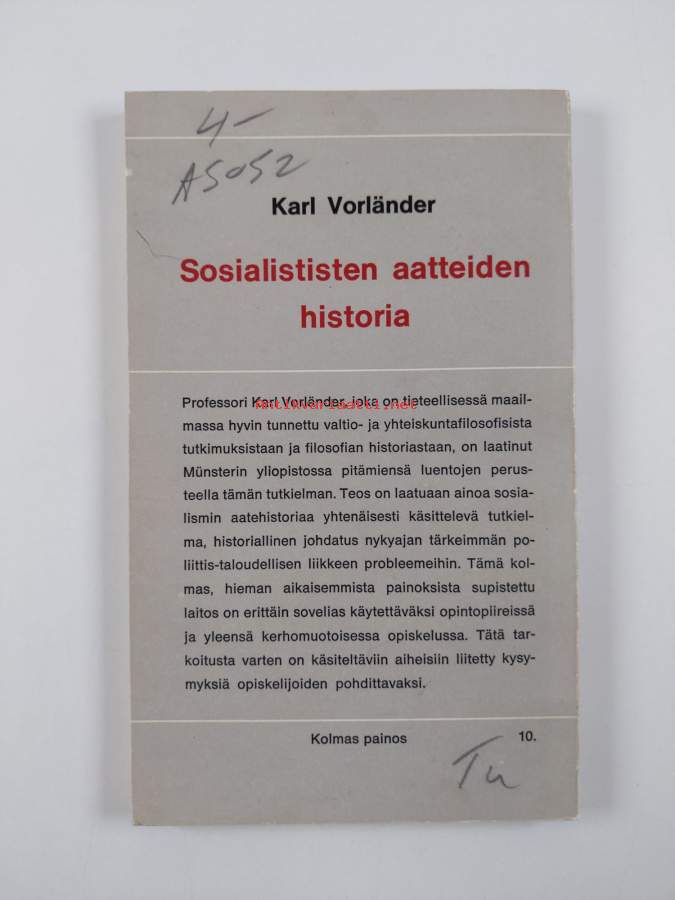 4-
A5052
Karl Vorländer
Sosialististen aatteiden
historia
Professori Karl Vorländer, joka on tieteellisessä maail-
Antikvariaatti.net
massa hyvin tunnettu valtio- ja yhteiskuntafilosofisista
tutkimuksistaan ja filosofian historiastaan, on laatinut
Münsterin yliopistossa pitämiensä luentojen perus-
teella tämän tutkielman. Teos on laatuaan ainoa sosia-
lismin aatehistoriaa yhtenäisesti käsittelevä tutkiel-
ma, historiallinen johdatus nykyajan tärkeimmän po-
liittis-taloudellisen liikkeen probleemeihin. Tämä kol-
mas, hieman aikaisemmista painoksista supistettu
laitos on erittäin sovelias käytettäväksi opintopiireissä
ja yleensä kerhomuotoisessa opiskelussa. Tätä tar-
koitusta varten on käsiteltäviin aiheisiin liitetty kysy-
myksiä opiskelijoiden pohdittavaksi.
Kolmas painos 10.
Tu